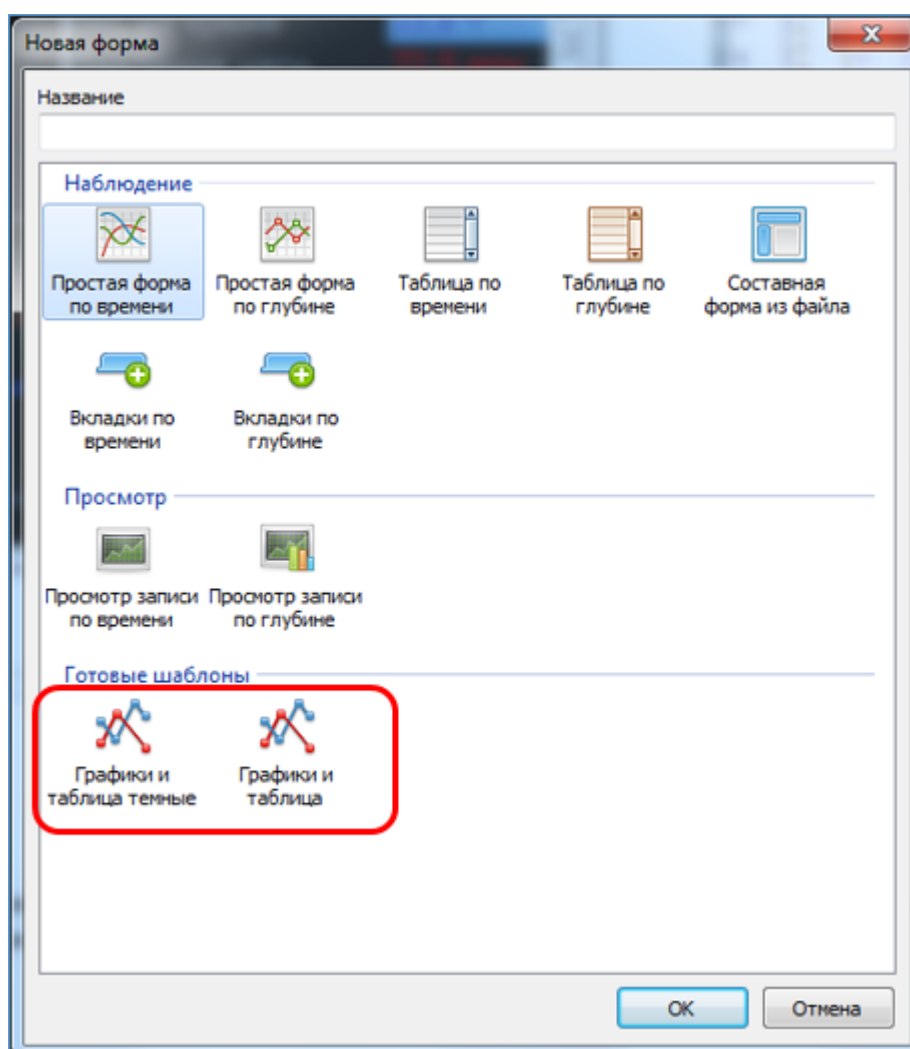 Новая форма
Название
Наблюдение
Простая форма по времени
Простая форма по глубине
Таблица по времени
Таблица по глубине
Составная форма из файла
Вкладки по времени
Вкладки по глубине
Просмотр
Просмотр записи по времени
Просмотр записи по глубине
Готовые шаблоны
Графики и таблица темные
Графики и таблица
ОК
Отмена